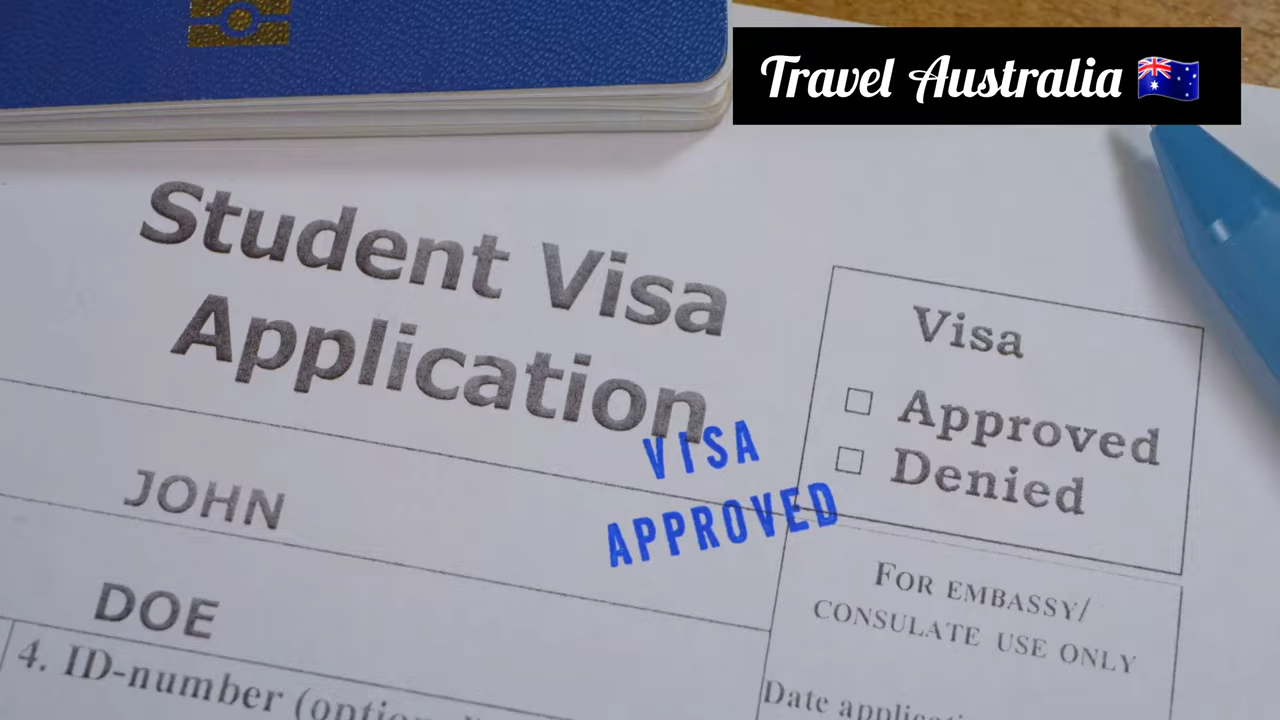 Travel Australia 🇦🇺
Student Visa
Application
VISA
APPROVED
Visa
☐ Approved
☐ Denied
JOHN
DOE
4. ID-number
FOR EMBASSY/
CONSULATE USE ONLY
Date